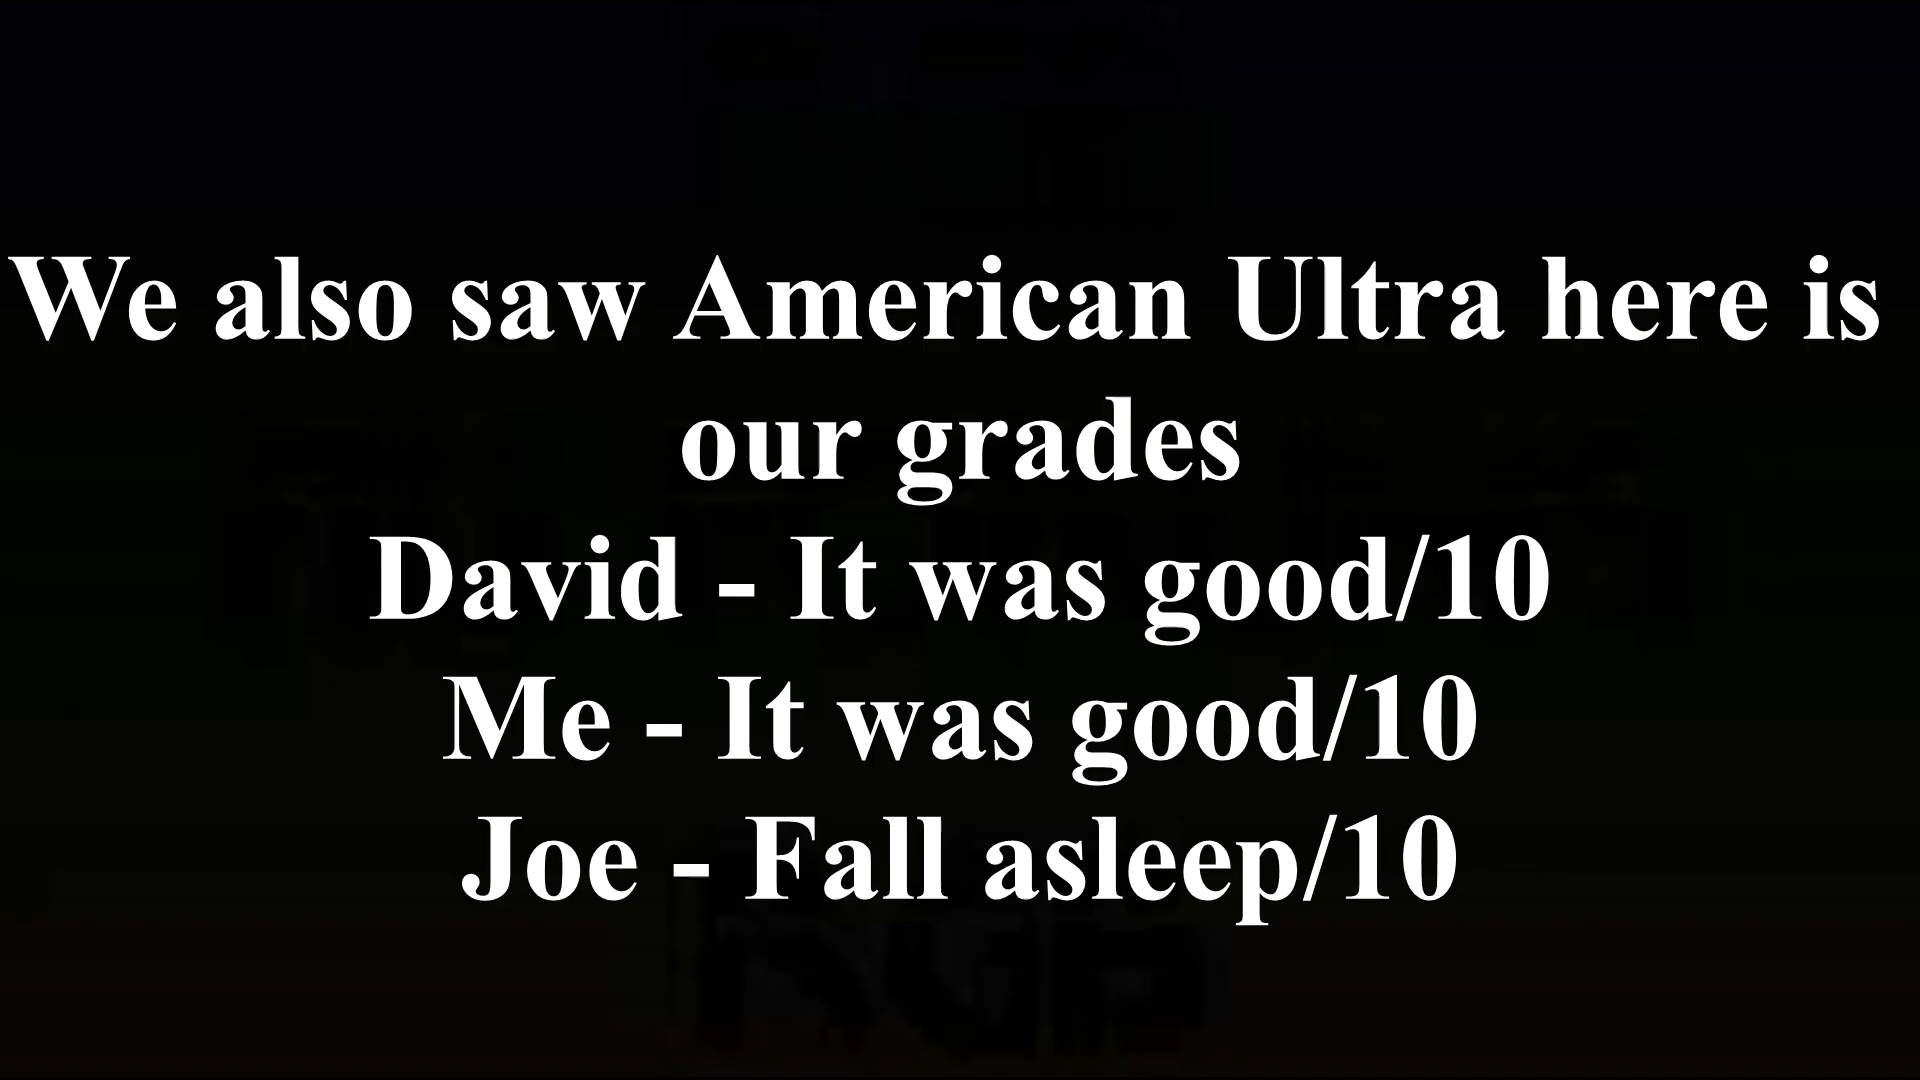 We also saw American Ultra here is
our grades
David - It was good/10
Me - It was good/10
Joe - Fall asleep/10